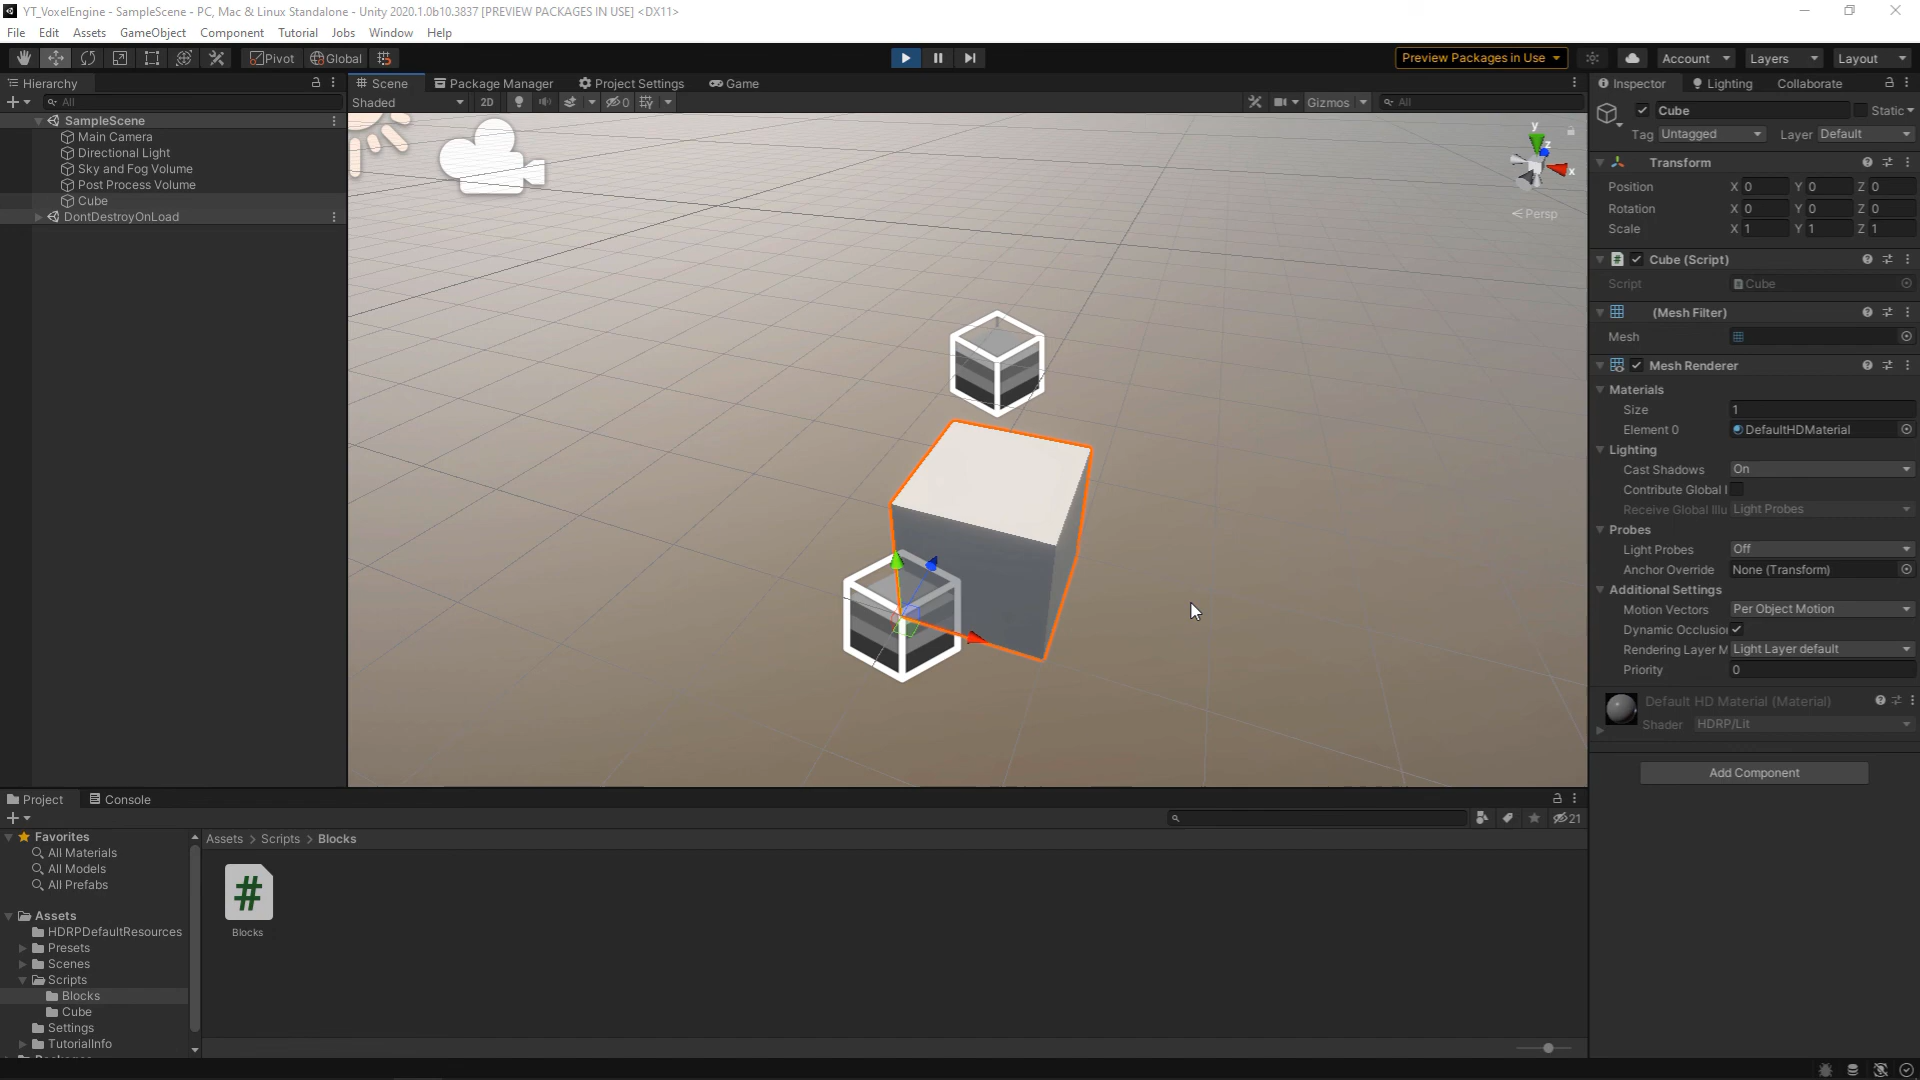 YT_VoxelEngine - SampleScene - PC, Mac & Linux Standalone - Unity 2020.1.0b10.3837 [PREVIEW PACKAGES IN USE] <DX11>
File Edit Assets GameObject Component Tutorial Jobs Window Help
Pivot Global Preview Packages in Use Account Layers Layout
Hierarchy Scene Package Manager Project Settings Game Inspector Lighting Collaborate
All Shaded 2D 0 Gizmos All
Cube Static
SampleScene
Tag Untagged Layer Default
Main Camera
Directional Light
Sky and Fog Volume
Post Process Volume
Cube
DontDestroyOnLoad
y
z
x
Persp
Transform
Position X 0 Y 0 Z 0
Rotation X 0 Y 0 Z 0
Scale X 1 Y 1 Z 1
Cube (Script)
Script Cube
(Mesh Filter)
Mesh
Mesh Renderer
Materials
Size 1
Element 0 DefaultHDMaterial
Lighting
Cast Shadows On
Contribute Global I
Receive Global Illu Light Probes
Probes
Light Probes Off
Anchor Override None (Transform)
Additional Settings
Motion Vectors Per Object Motion
Dynamic Occlusion
Rendering Layer M Light Layer default
Priority 0
Default HD Material (Material)
Shader HDRP/Lit
Add Component
Project Console
21
Favorites
All Materials
All Models
All Prefabs
Assets
HDRPDefaultResources
Presets
Scenes
Scripts
Blocks
Cube
Settings
TutorialInfo
Assets > Scripts > Blocks
#
Blocks